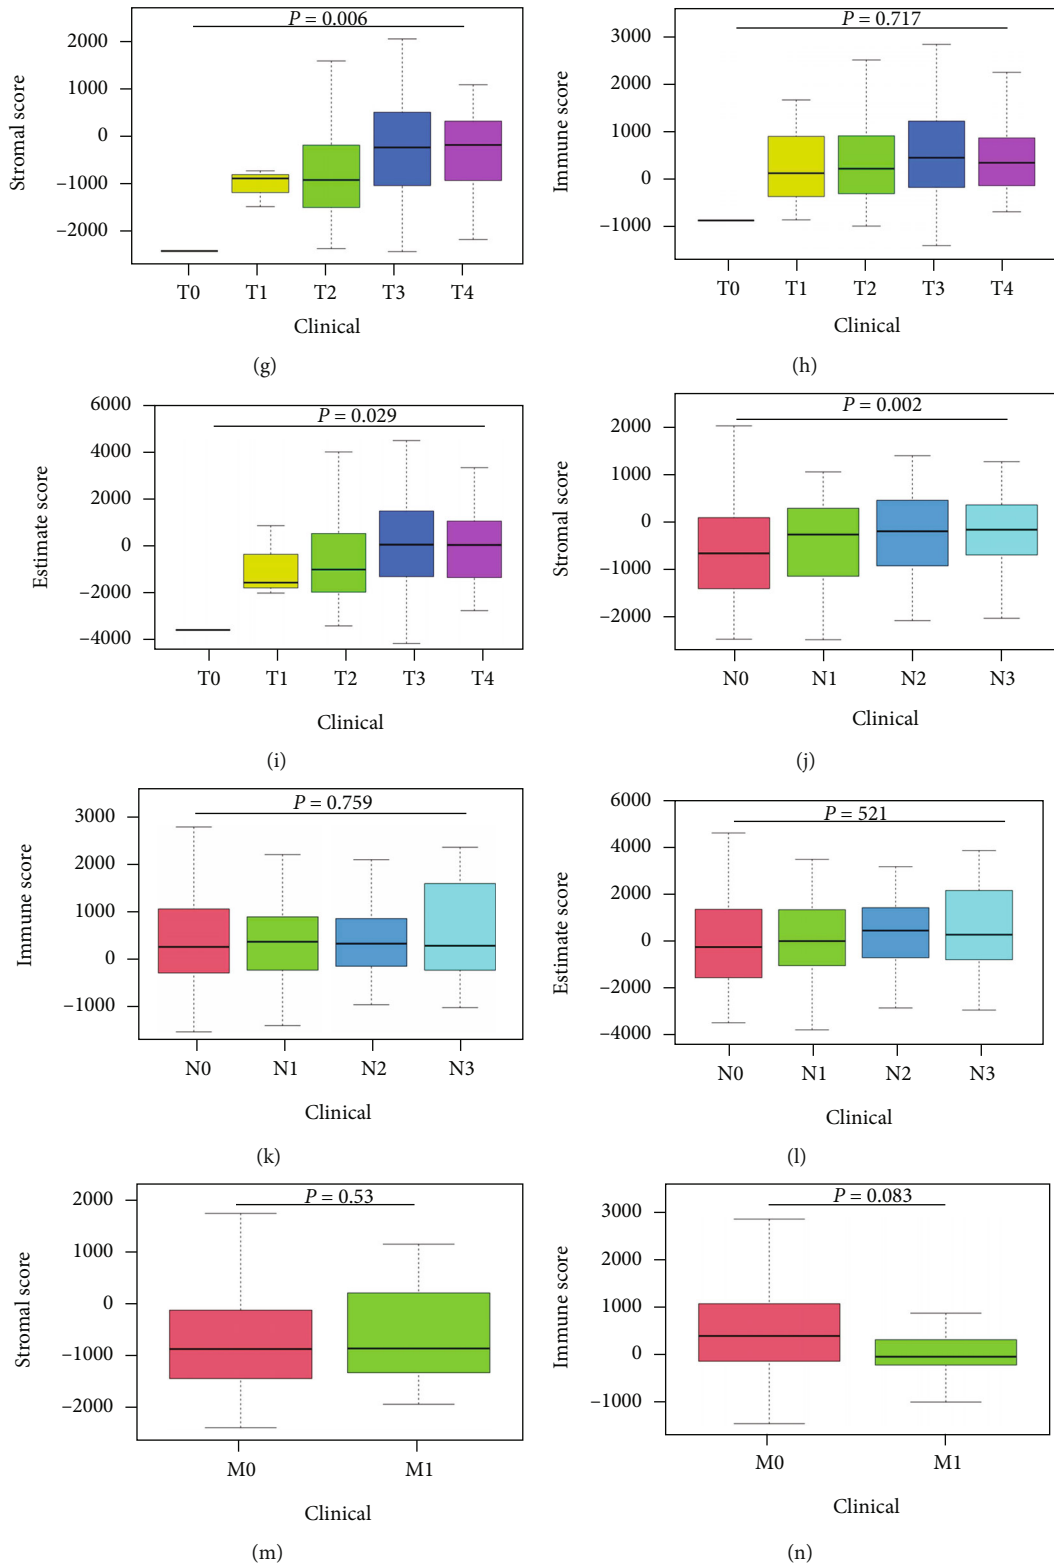 P = 0.006
Stromal score
2000
1000
0
−1000
−2000
T0 T1 T2 T3 T4
Clinical
(g)
P = 0.717
Immune score
3000
2000
1000
0
−1000
T0 T1 T2 T3 T4
Clinical
(h)
P = 0.029
Estimate score
6000
4000
2000
0
−2000
−4000
T0 T1 T2 T3 T4
Clinical
(i)
P = 0.002
Stromal score
2000
1000
0
−1000
−2000
N0 N1 N2 N3
Clinical
(j)
P = 0.759
Immune score
3000
2000
1000
0
−1000
N0 N1 N2 N3
Clinical
(k)
P = 521
Estimate score
6000
4000
2000
0
−2000
−4000
N0 N1 N2 N3
Clinical
(l)
P = 0.53
Stromal score
2000
1000
0
−1000
−2000
M0 M1
Clinical
(m)
P = 0.083
Immune score
3000
2000
1000
0
−1000
M0 M1
Clinical
(n)